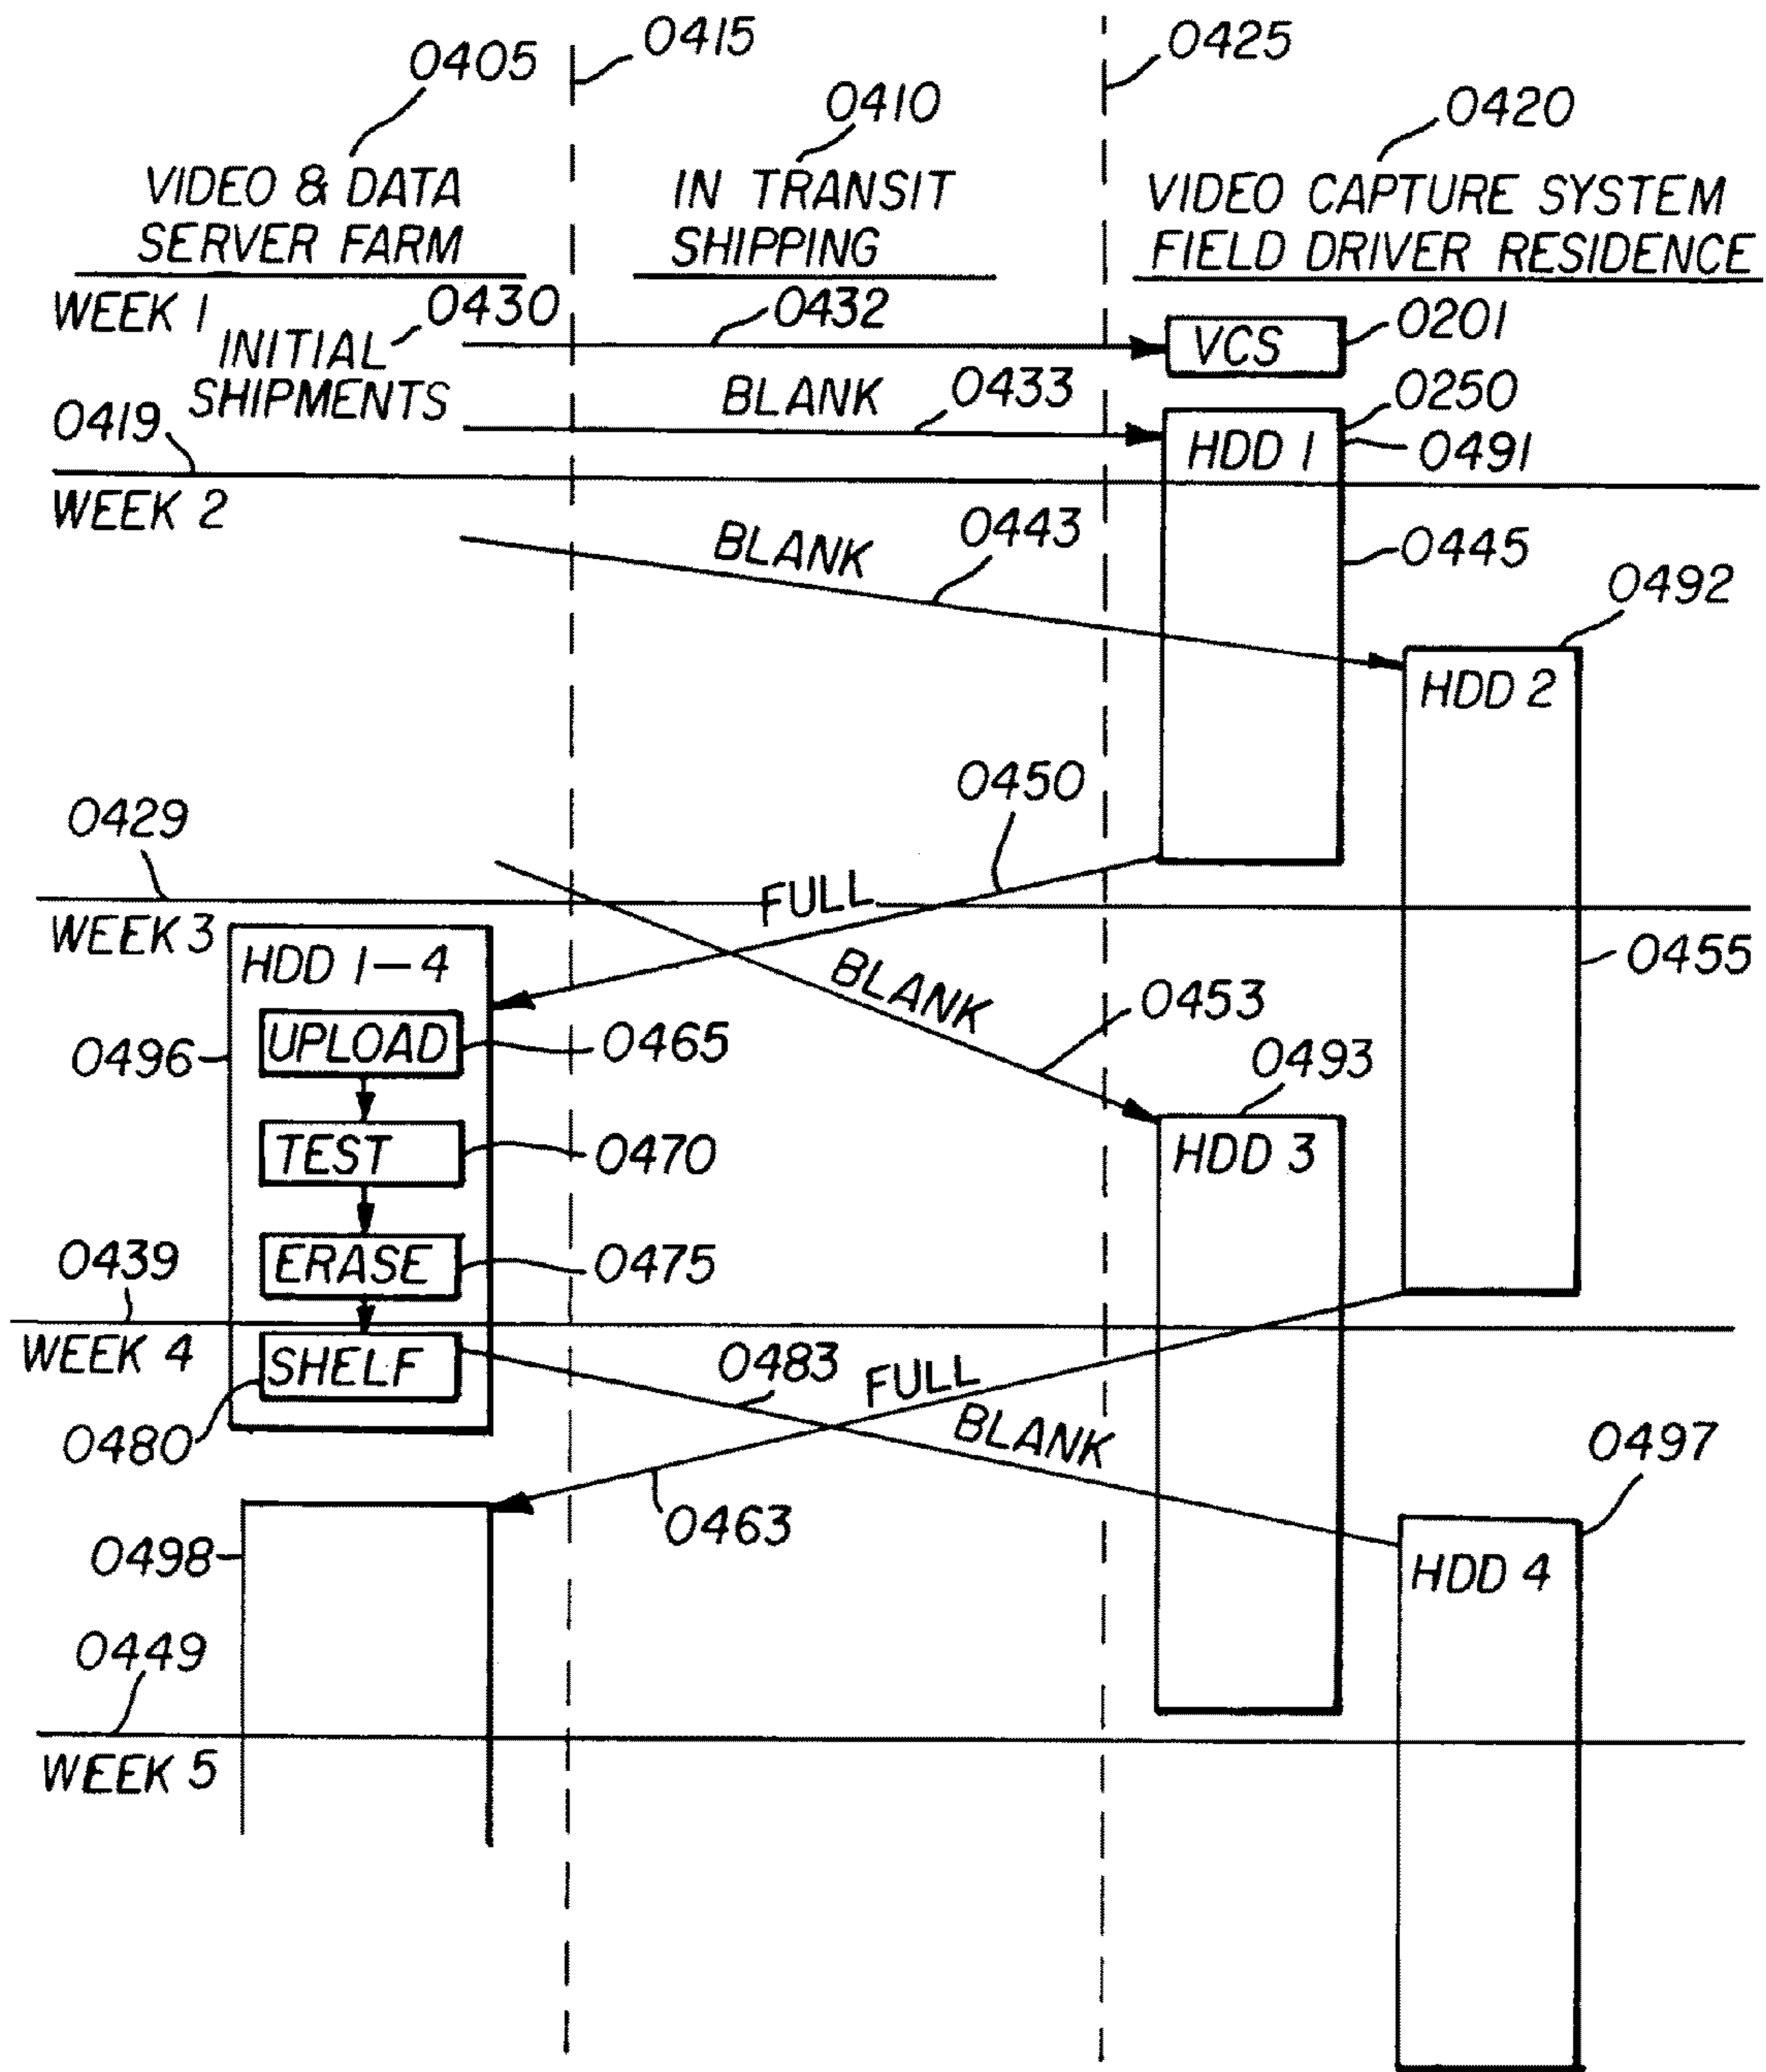 0415
0425
0405
0410
0420
VIDEO & DATA
SERVER FARM
IN TRANSIT
SHIPPING
VIDEO CAPTURE SYSTEM
FIELD DRIVER RESIDENCE
WEEK 1
INITIAL
SHIPMENTS
0430
0432
VCS
0201
BLANK
0433
0250
HDD 1
0491
0419
WEEK 2
BLANK
0443
0445
0492
HDD 2
0450
0429
FULL
WEEK 3
HDD 1-4
0455
BLANK
0453
0496
UPLOAD
0465
0493
TEST
0470
HDD 3
0439
ERASE
0475
WEEK 4
SHELF
0483
FULL
0480
BLANK
0497
0463
0498
HDD 4
0449
WEEK 5